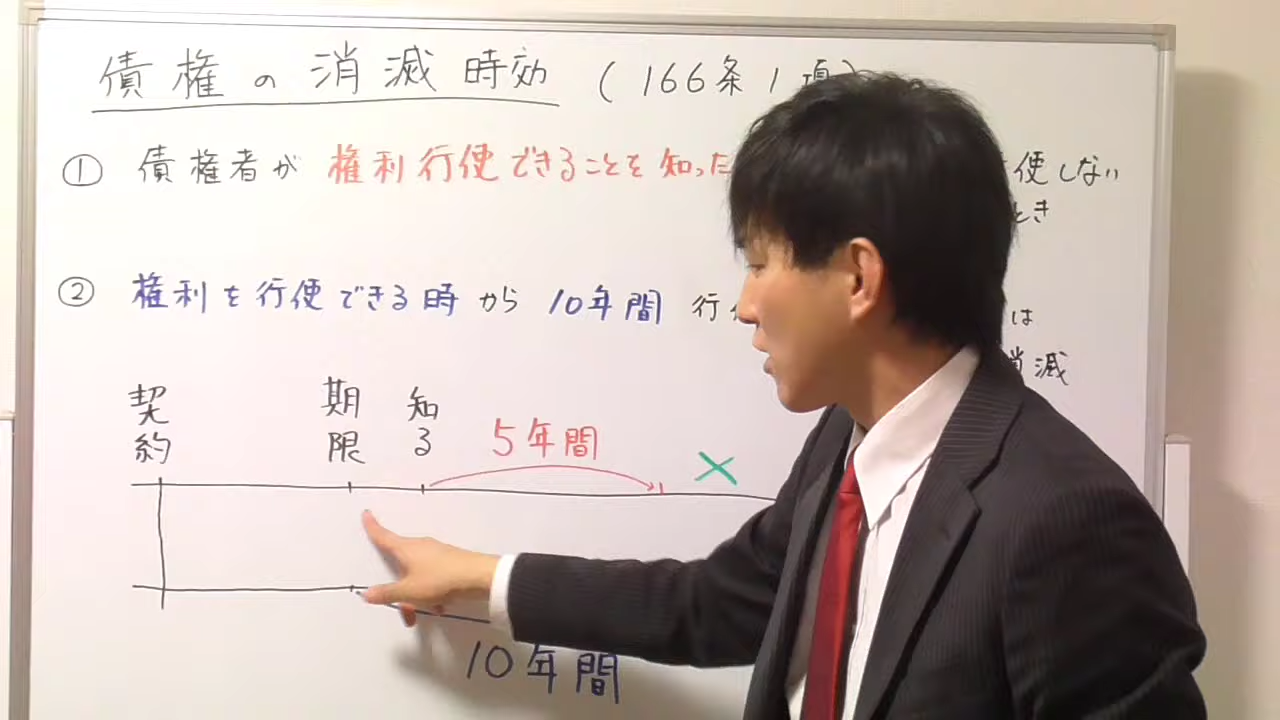 債権の消滅時効 (166条1項)
① 債権者が 権利行使できることを知った 使しない
とき
② 権利を行使できる時から 10年間 行 は
消滅
契約 期限 知る 5年間 ×
10年間